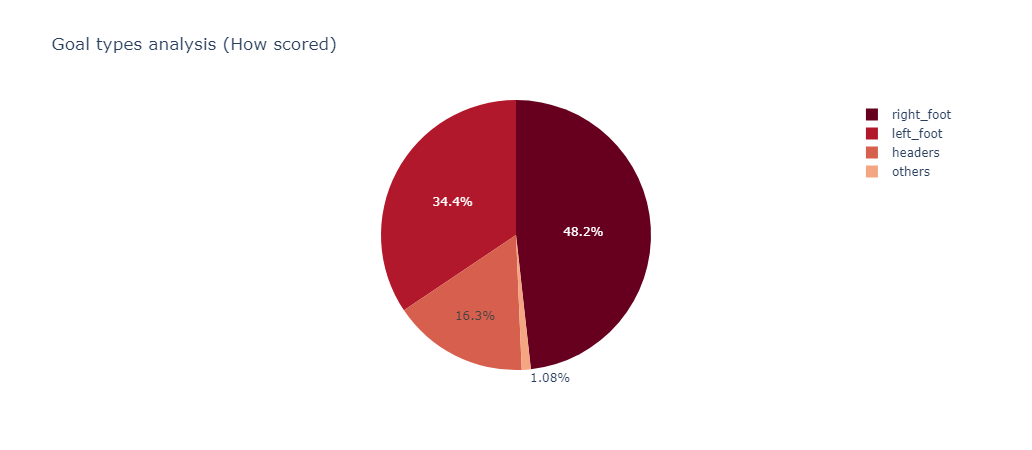 Goal types analysis (How scored)
right_foot
left_foot
headers
others
34.4%
48.2%
16.3%
1.08%